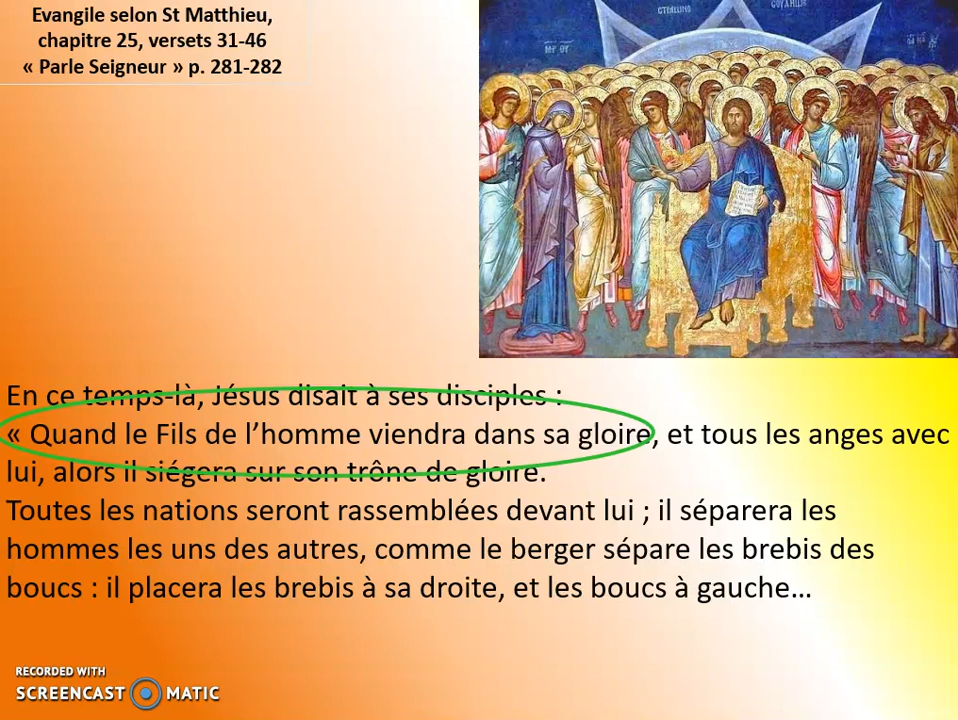 Evangile selon St Matthieu,
chapitre 25, versets 31-46
« Parle Seigneur » p. 281-282
ΜΡ ΘΥ
En ce temps-là, Jésus disait à ses disciples :
« Quand le Fils de l’homme viendra dans sa gloire, et tous les anges avec
lui, alors il siégera sur son trône de gloire.
Toutes les nations seront rassemblées devant lui ; il séparera les
hommes les uns des autres, comme le berger sépare les brebis des
boucs : il placera les brebis à sa droite, et les boucs à gauche…
RECORDED WITH
SCREENCAST MATIC